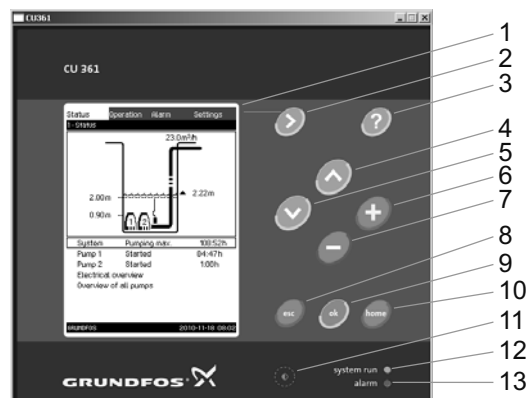 CU361
CU 361
Status Operation Alarm Settings
1 - Status
23.0m³/h
2.00m
2.22m
0.90m
1 2
System Pumping max. 108:52h
Pump 1 Started 04:47h
Pump 2 Started 1:00h
Electrical overview
Overview of all pumps
GRUNDFOS 2010-11-18 08:02
>
?
+
−
esc
ok
home
GRUNDFOS
system run
alarm
1
2
3
4
5
6
7
8
9
10
11
12
13